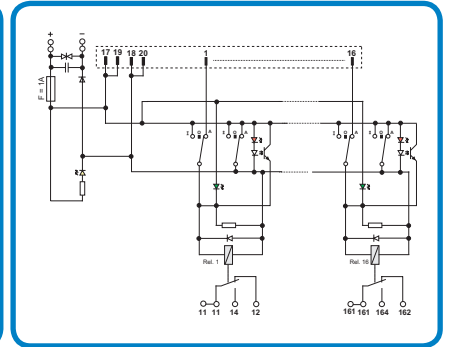 + −
17 19 18 20 1 16
F = 1A
I O A I O A
I O A I O A
Rel. 1 Rel. 16
11 11 14 12 161 161 164 162